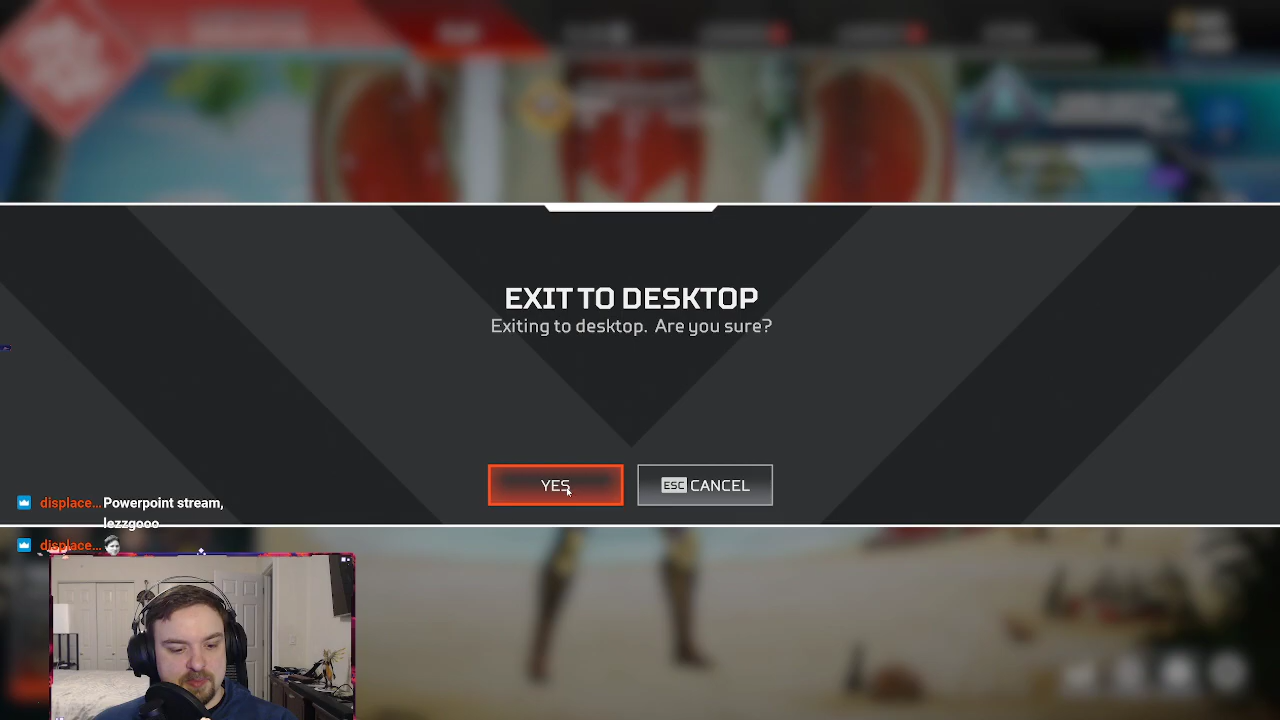 EXIT TO DESKTOP
Exiting to desktop. Are you sure?
YES
ESC CANCEL
displace... Powerpoint stream,
lezzgooo
displace...